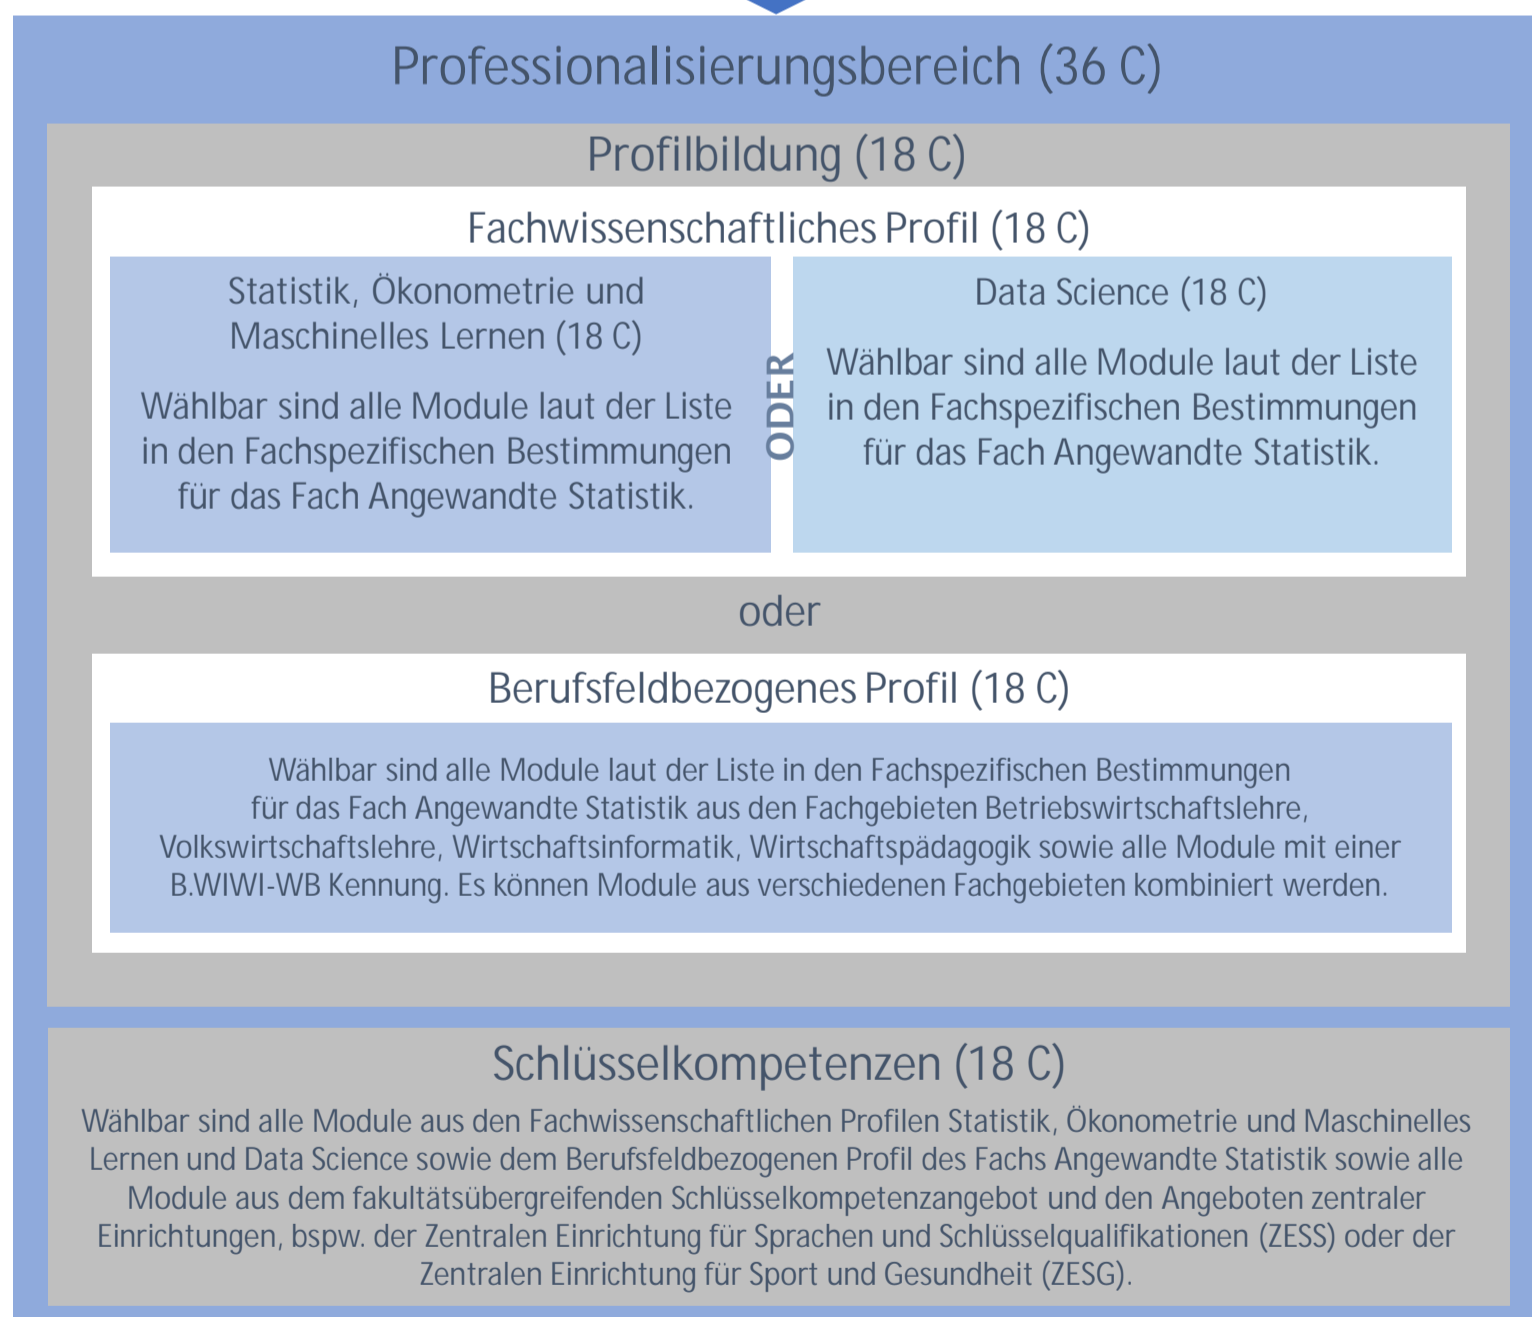 Professionalisierungsbereich (36 C)
Profilbildung (18 C)
Fachwissenschaftliches Profil (18 C)
Statistik, Ökonometrie und
Maschinelles Lernen (18 C)
Wählbar sind alle Module laut der Liste
in den Fachspezifischen Bestimmungen
für das Fach Angewandte Statistik.
ODER
Data Science (18 C)
Wählbar sind alle Module laut der Liste
in den Fachspezifischen Bestimmungen
für das Fach Angewandte Statistik.
oder
Berufsfeldbezogenes Profil (18 C)
Wählbar sind alle Module laut der Liste in den Fachspezifischen Bestimmungen
für das Fach Angewandte Statistik aus den Fachgebieten Betriebswirtschaftslehre,
Volkswirtschaftslehre, Wirtschaftsinformatik, Wirtschaftspädagogik sowie alle Module mit einer
B.WIWI-WB Kennung. Es können Module aus verschiedenen Fachgebieten kombiniert werden.
Schlüsselkompetenzen (18 C)
Wählbar sind alle Module aus den Fachwissenschaftlichen Profilen Statistik, Ökonometrie und Maschinelles
Lernen und Data Science sowie dem Berufsfeldbezogenen Profil des Fachs Angewandte Statistik sowie alle
Module aus dem fakultätsübergreifenden Schlüsselkompetenzangebot und den Angeboten zentraler
Einrichtungen, bspw. der Zentralen Einrichtung für Sprachen und Schlüsselqualifikationen (ZESS) oder der
Zentralen Einrichtung für Sport und Gesundheit (ZESG).